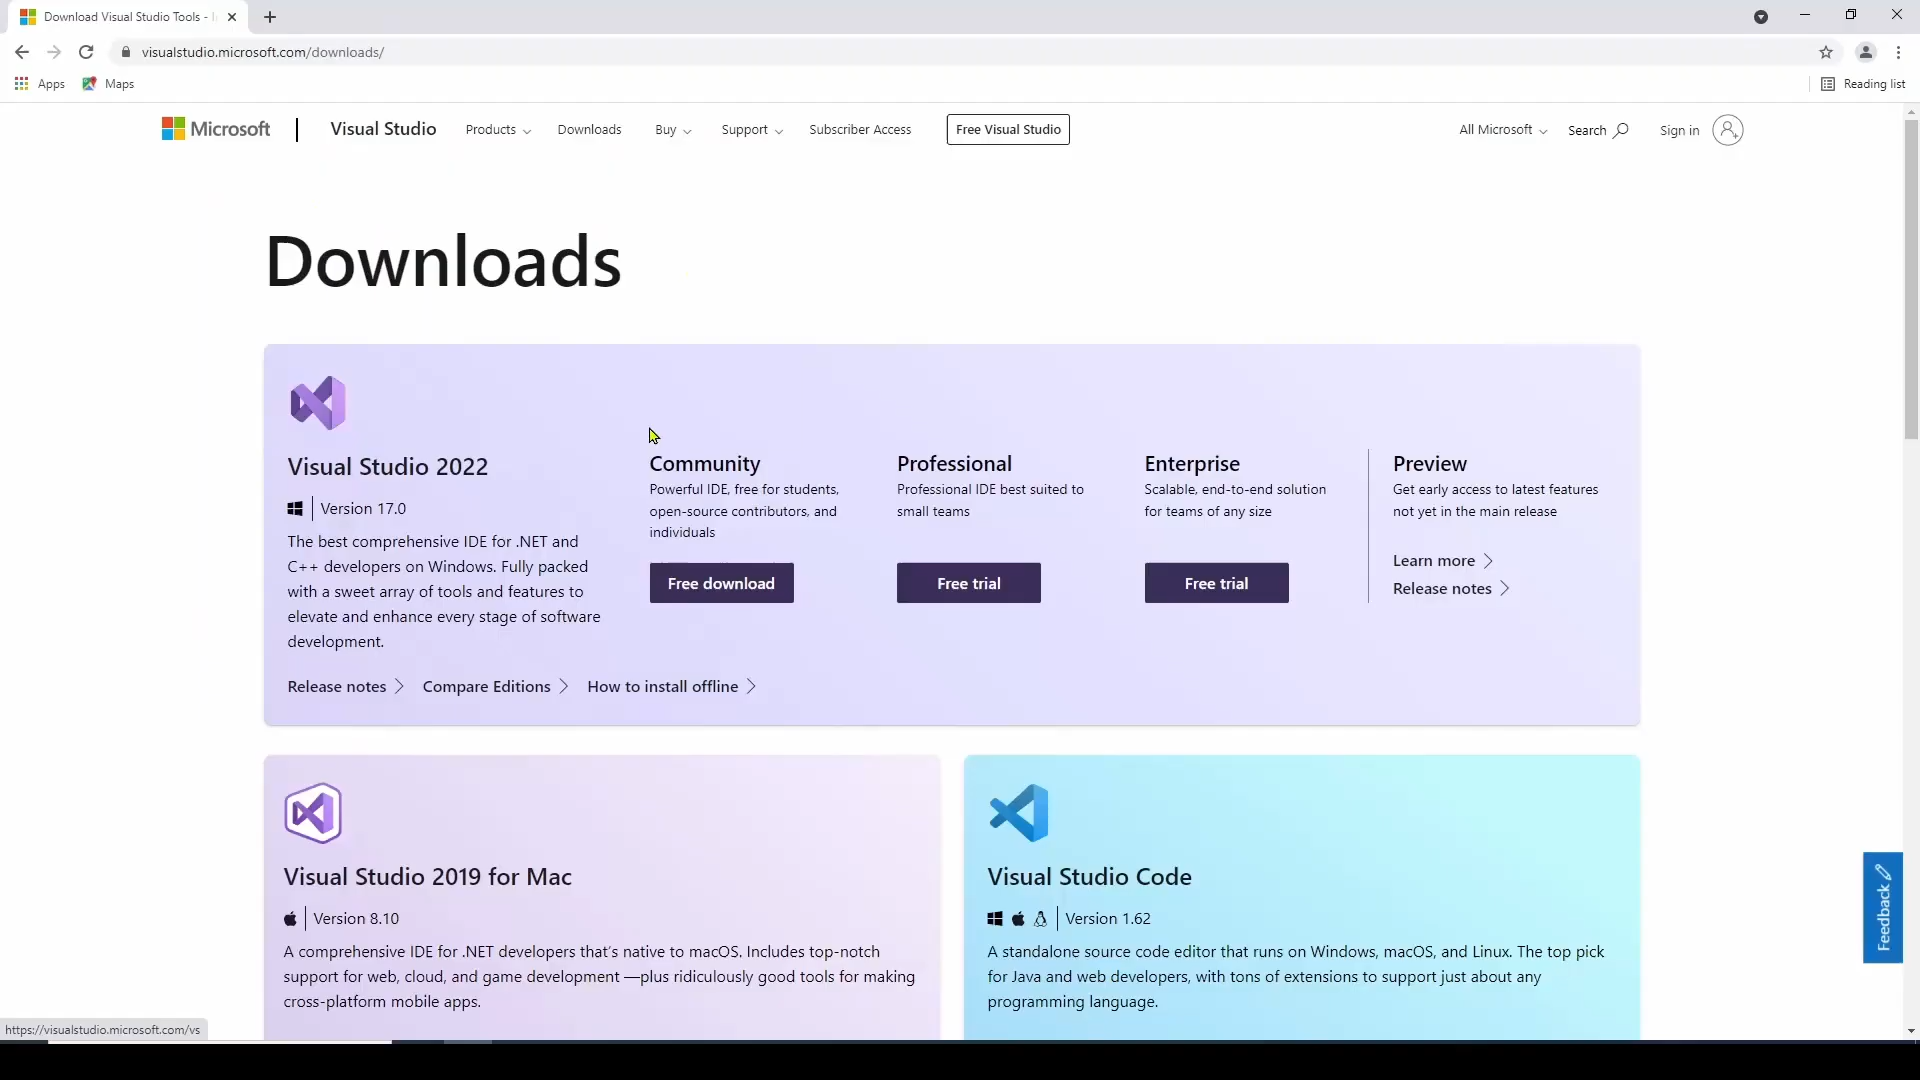 Download Visual Studio Tools -
visualstudio.microsoft.com/downloads/
Apps
Maps
Reading list
Microsoft
Visual Studio
Products
Downloads
Buy
Support
Subscriber Access
Free Visual Studio
All Microsoft
Search
Sign in
Downloads
Visual Studio 2022
Version 17.0
The best comprehensive IDE for .NET and
C++ developers on Windows. Fully packed
with a sweet array of tools and features to
elevate and enhance every stage of software
development.
Community
Powerful IDE, free for students,
open-source contributors, and
individuals
Free download
Professional
Professional IDE best suited to
small teams
Free trial
Enterprise
Scalable, end-to-end solution
for teams of any size
Free trial
Preview
Get early access to latest features
not yet in the main release
Learn more
Release notes
Release notes
Compare Editions
How to install offline
Visual Studio 2019 for Mac
Version 8.10
A comprehensive IDE for .NET developers that's native to macOS. Includes top-notch
support for web, cloud, and game development —plus ridiculously good tools for making
cross-platform mobile apps.
Visual Studio Code
Version 1.62
A standalone source code editor that runs on Windows, macOS, and Linux. The top pick
for Java and web developers, with tons of extensions to support just about any
programming language.
Feedback
https://visualstudio.microsoft.com/vs